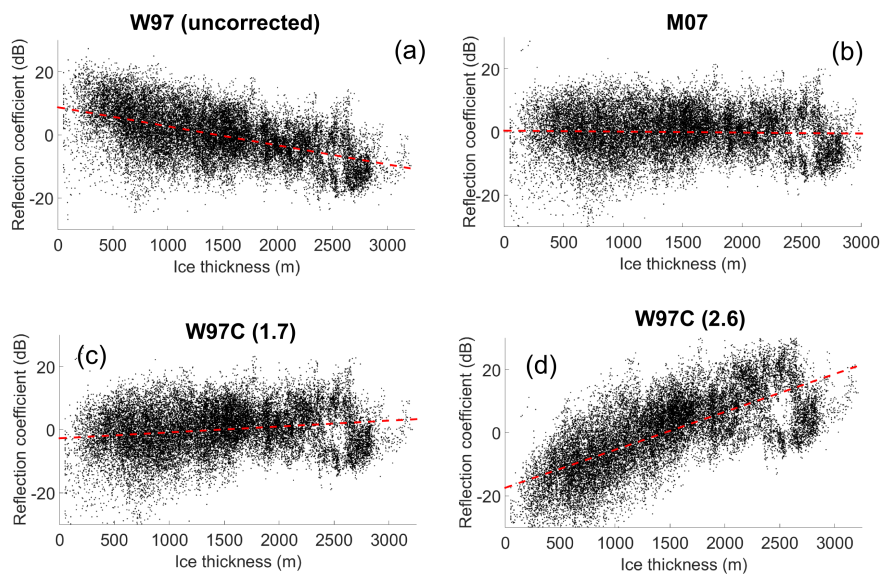 W97 (uncorrected)
(a)
Reflection coefficient (dB)
20
0
-20
0 500 1000 1500 2000 2500 3000
Ice thickness (m)
M07
(b)
Reflection coefficient (dB)
20
0
-20
0 500 1000 1500 2000 2500 3000
Ice thickness (m)
W97C (1.7)
(c)
Reflection coefficient (dB)
20
0
-20
0 500 1000 1500 2000 2500 3000
Ice thickness (m)
W97C (2.6)
(d)
Reflection coefficient (dB)
20
0
-20
0 500 1000 1500 2000 2500 3000
Ice thickness (m)